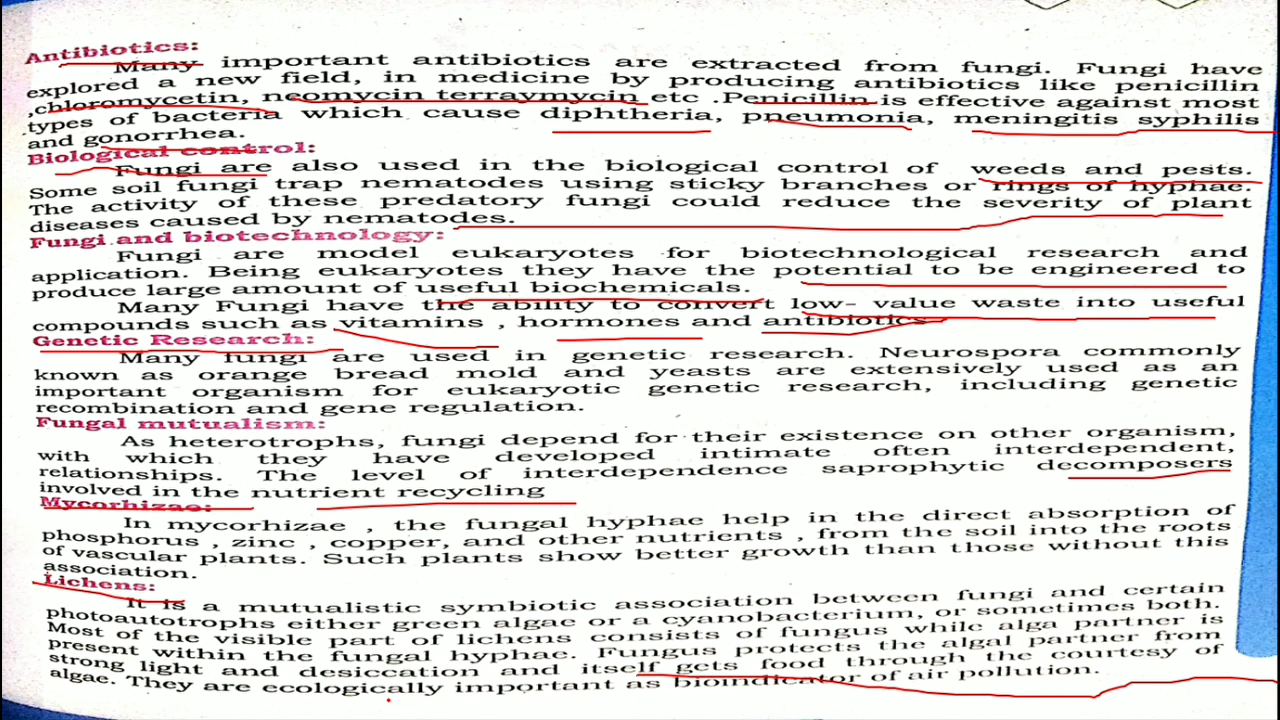 Antibiotics:
Many important antibiotics are extracted from fungi. Fungi have
explored a new field, in medicine by producing antibiotics like penicillin
,chloromycetin, neomycin terraymycin etc .Penicillin is effective against most
types of bacteria which cause diphtheria, pneumonia, meningitis syphilis
and gonorrhea.
Biological control:
Fungi are also used in the biological control of weeds and pests.
Some soil fungi trap nematodes using sticky branches or rings of hyphae.
The activity of these predatory fungi could reduce the severity of plant
diseases caused by nematodes.
Fungi and biotechnology:
Fungi are model eukaryotes for biotechnological research and
application. Being eukaryotes they have the potential to be engineered to
produce large amount of useful biochemicals.
Many Fungi have the ability to convert low- value waste into useful
compounds such as vitamins , hormones and antibiotics
Genetic Research:
Many fungi are used in genetic research. Neurospora commonly
known as orange bread mold and yeasts are extensively used as an
important organism for eukaryotic genetic research, including genetic
recombination and gene regulation.
Fungal mutualism:
As heterotrophs, fungi depend for their existence on other organism,
with which they have developed intimate often interdependent,
relationships. The level of interdependence saprophytic decomposers
involved in the nutrient recycling
Mycorhizae:
In mycorhizae , the fungal hyphae help in the direct absorption of
phosphorus , zinc , copper, and other nutrients , from the soil into the roots
of vascular plants. Such plants show better growth than those without this
association.
Lichens:
It is a mutualistic symbiotic association between fungi and certain
photoautotrophs either green algae or a cyanobacterium, or sometimes both.
Most of the visible part of lichens consists of fungus while alga partner is
present within the fungal hyphae. Fungus protects the algal partner from
strong light and desiccation and itself gets food through the courtesy of
algae. They are ecologically important as bioindicator of air pollution.